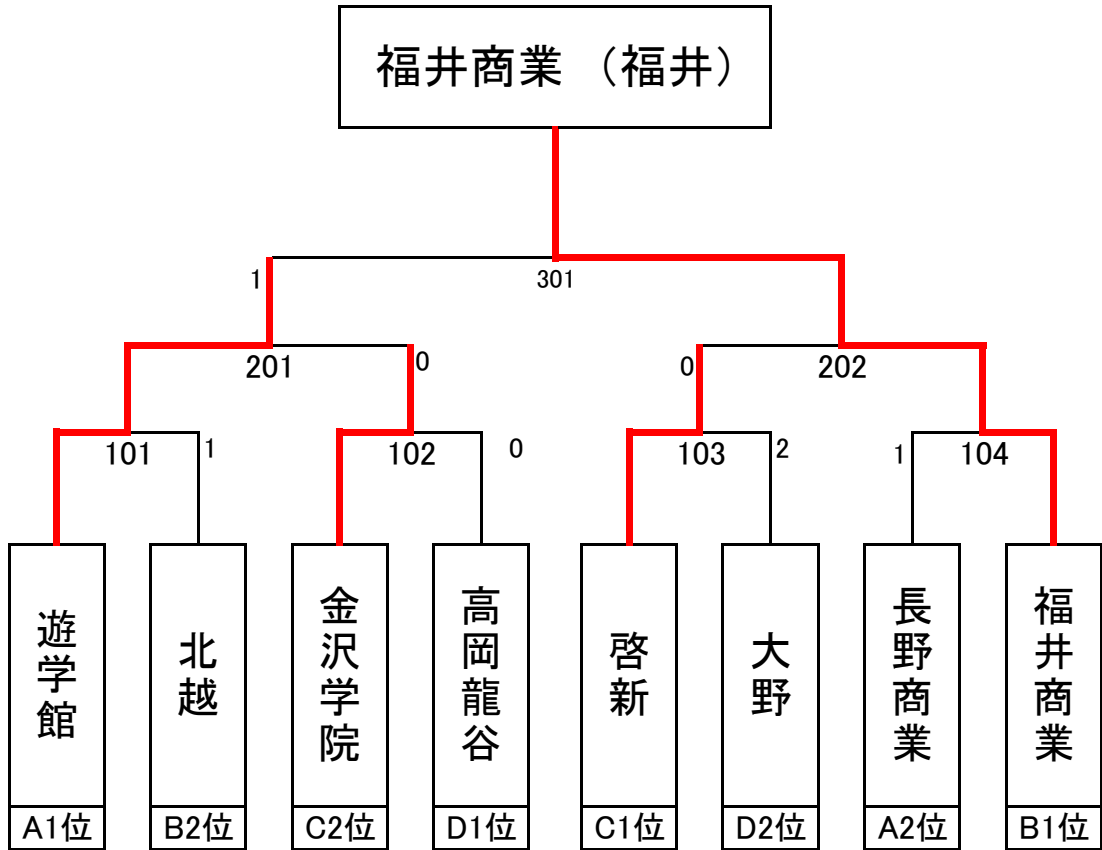 福井商業 （福井）
1
301
201
0
0
202
101
1
102
0
103
2
1
104
遊学館
北越
金沢学院
高岡龍谷
啓新
大野
長野商業
福井商業
A1位
B2位
C2位
D1位
C1位
D2位
A2位
B1位